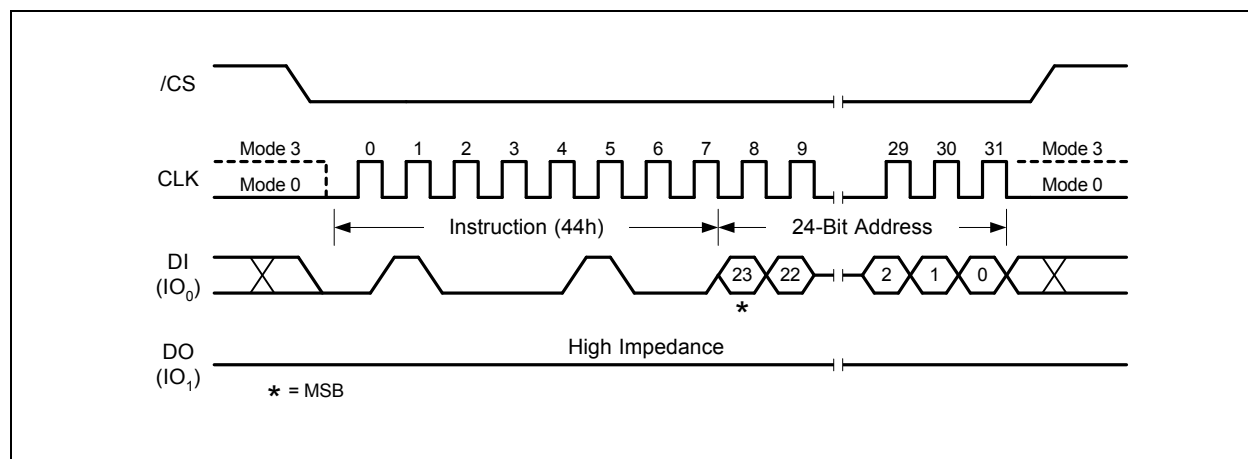 /CS
Mode 3 0 1 2 3 4 5 6 7 8 9 29 30 31 Mode 3
CLK Mode 0 Mode 0
Instruction (44h) 24-Bit Address
DI
(IO₀) 23 22 2 1 0
*
High Impedance
DO
(IO₁)
* = MSB